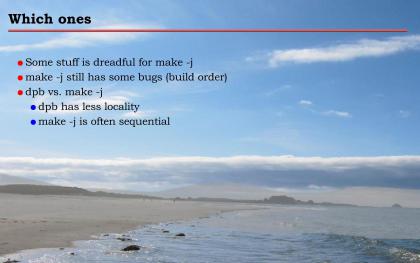 Which ones
Some stuff is dreadful for make -j
make -j still has some bugs (build order)
dpb vs. make -j
dpb has less locality
make -j is often sequential